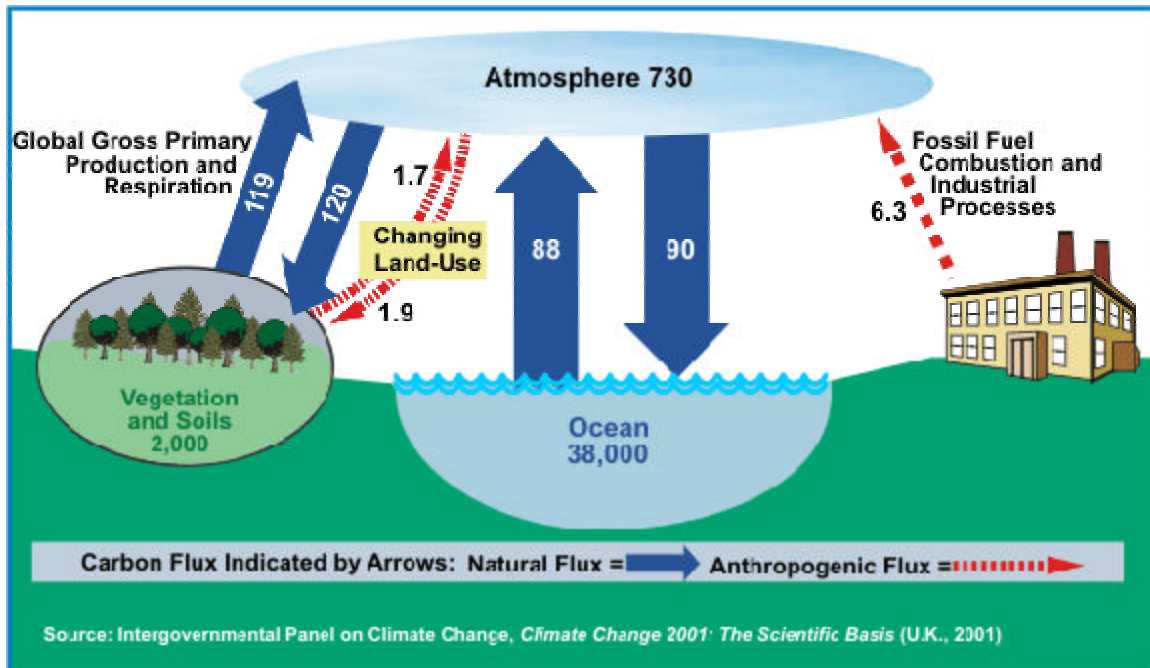 Atmosphere 730
Global Gross Primary
Production and
Respiration
119
120
1.7
Changing
Land-Use
1.9
88
90
Fossil Fuel
Combustion and
Industrial
Processes
6.3
Vegetation
and Soils
2,000
Ocean
38,000
Carbon Flux Indicated by Arrows: Natural Flux = Anthropogenic Flux =
Source: Intergovernmental Panel on Climate Change, Climate Change 2001: The Scientific Basis (U.K., 2001)